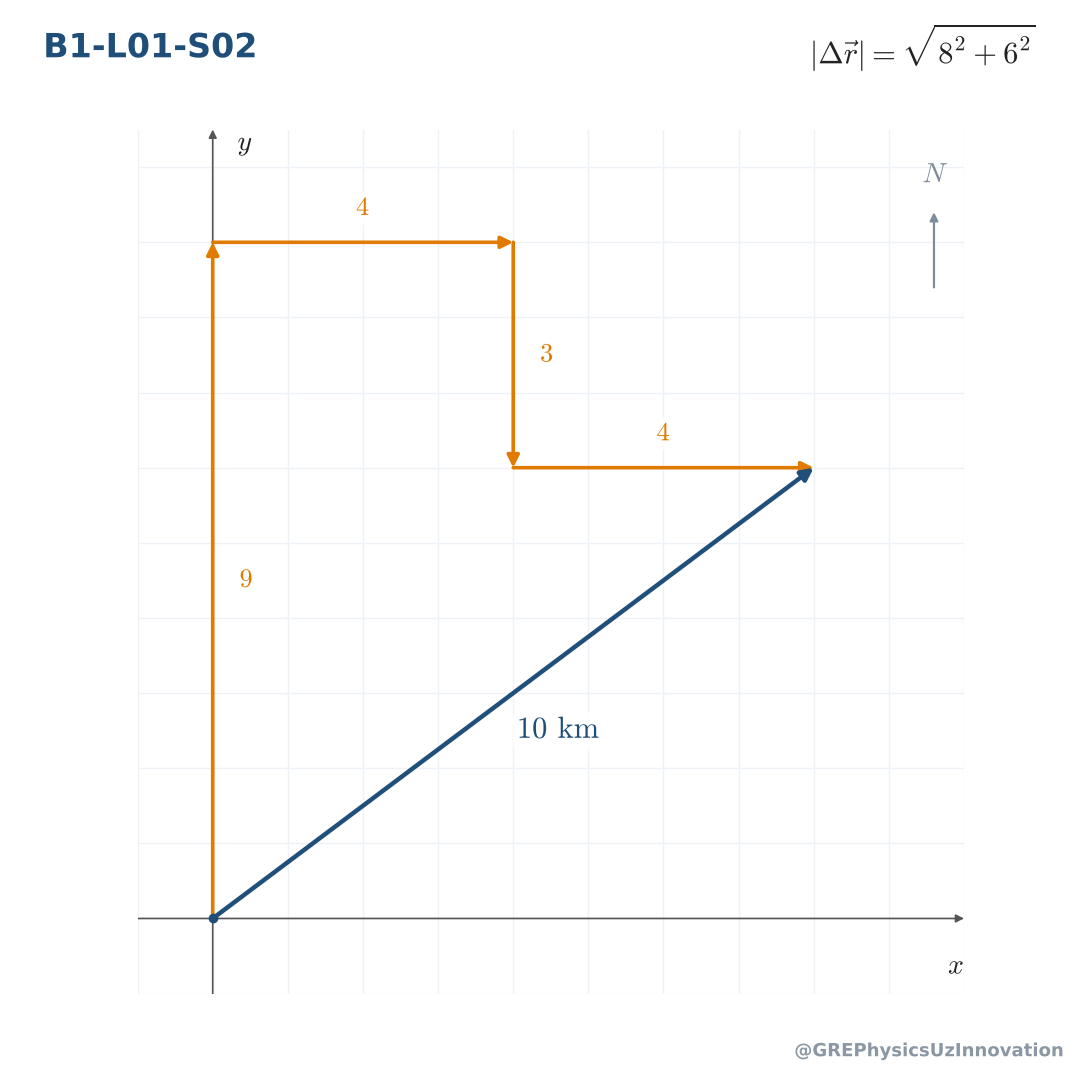 B1-L01-S02
|Δr⃗| = √(8² + 6²)
y
N
4
3
4
9
10 km
x
@GREPhysicsUzInnovation